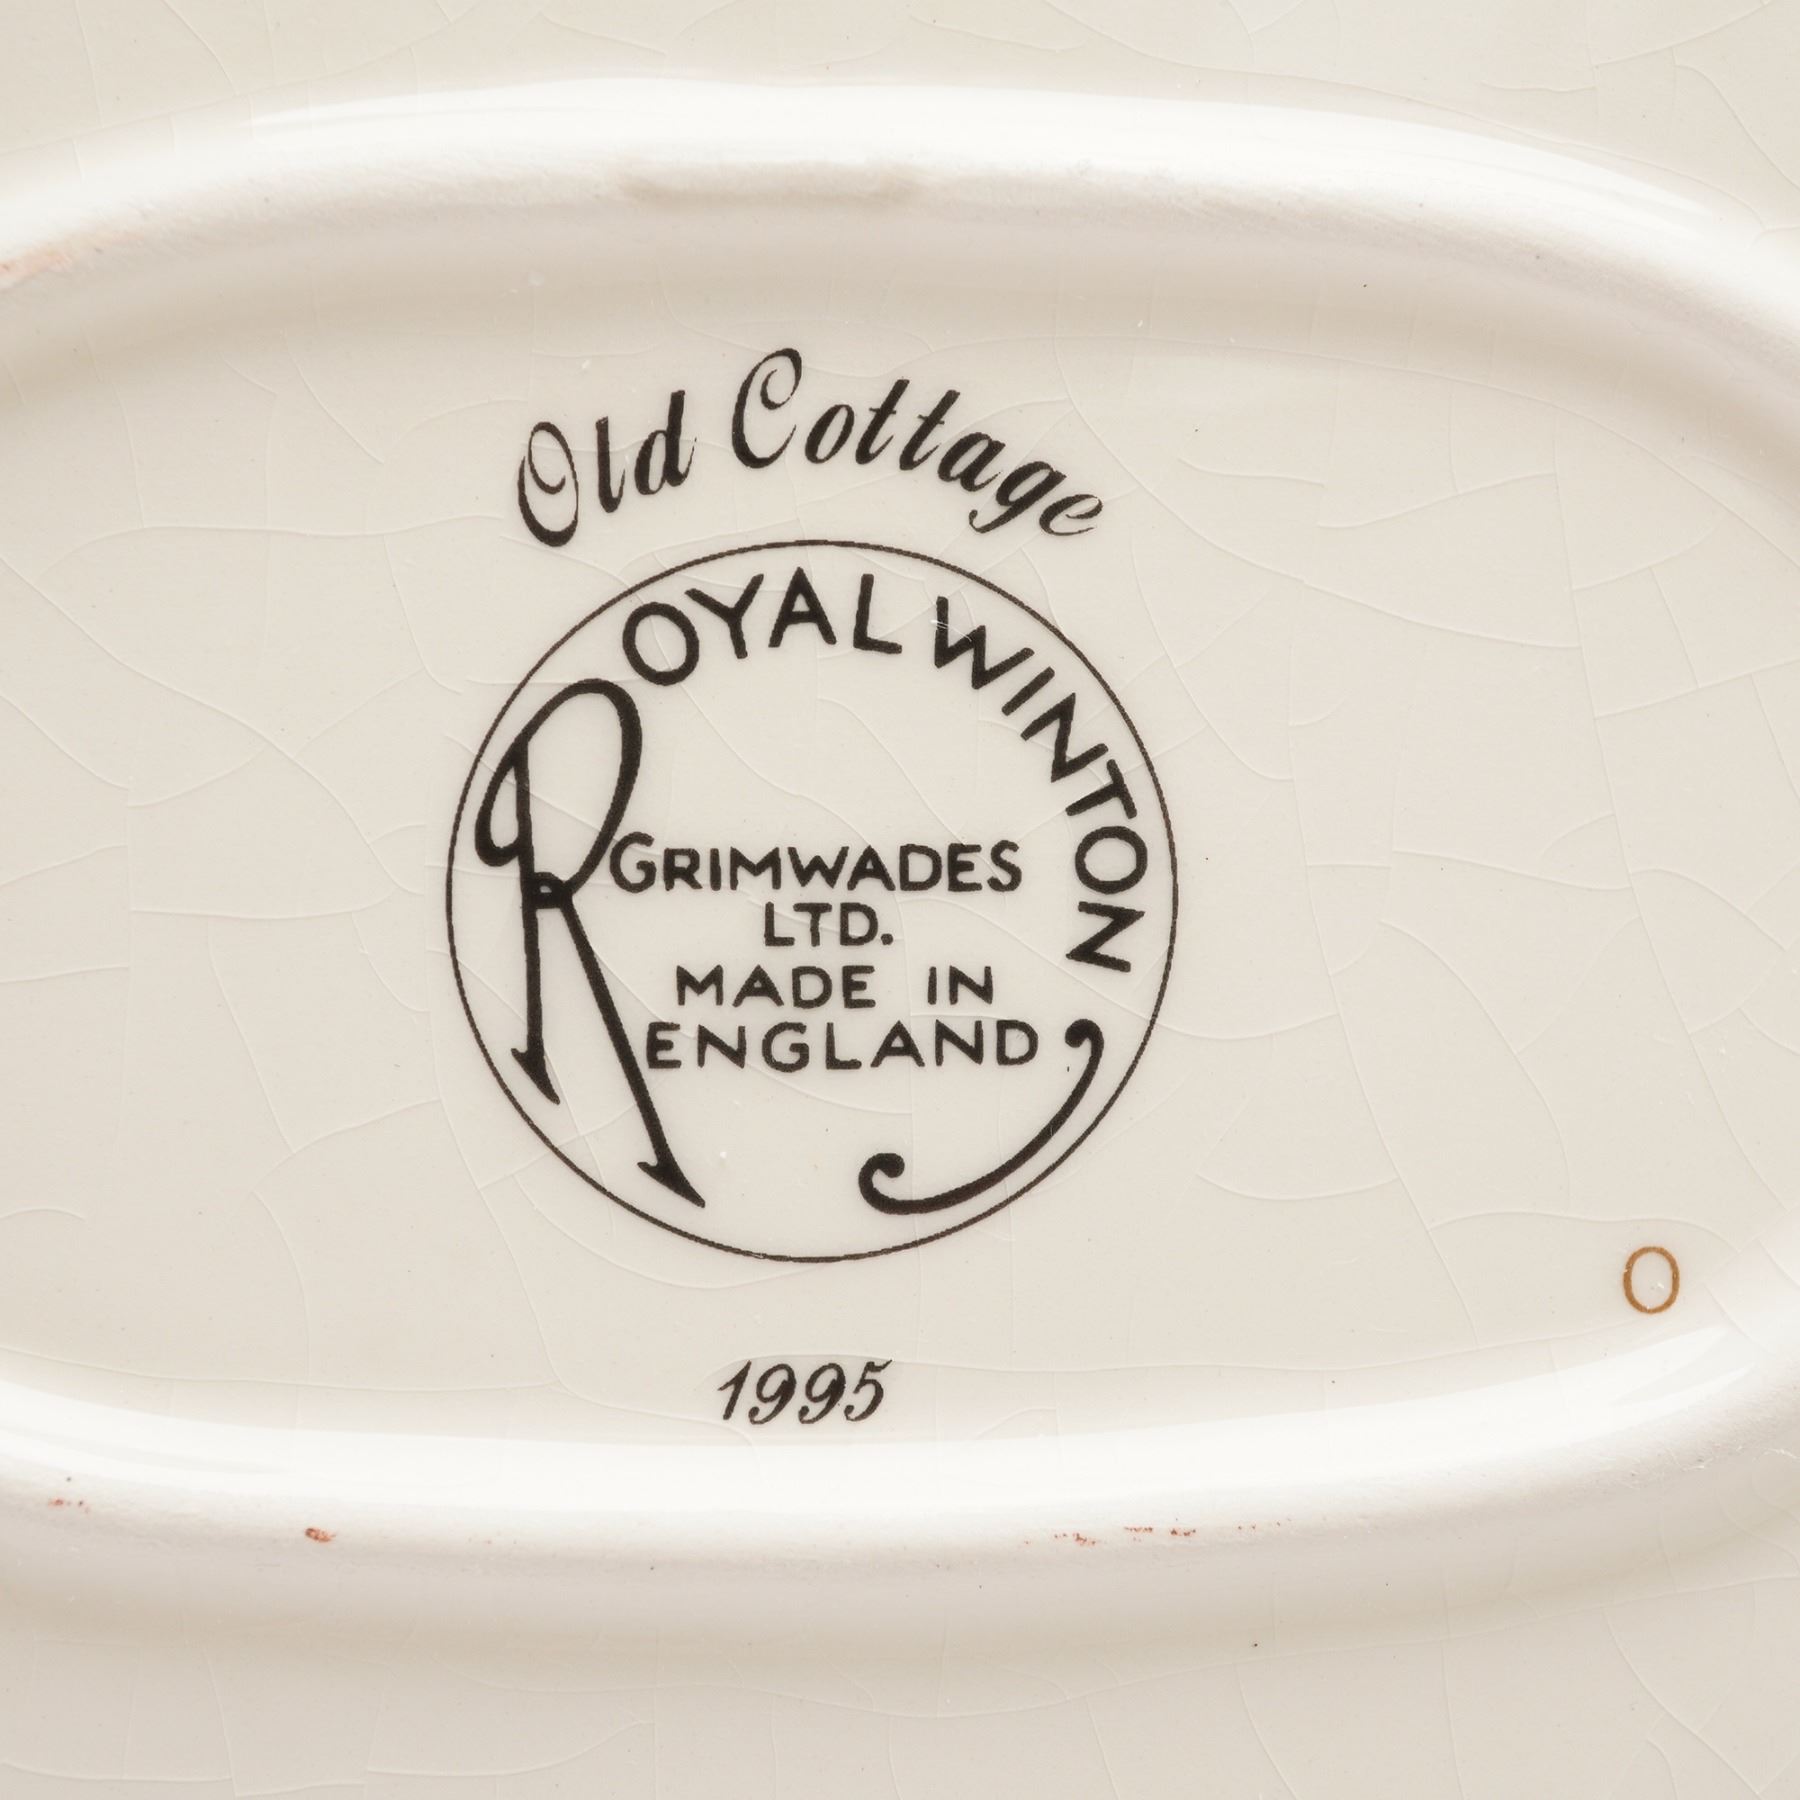 Old Cottage
ROYAL WINTON
GRIMWADES
LTD.
MADE IN
ENGLAND
O
1995